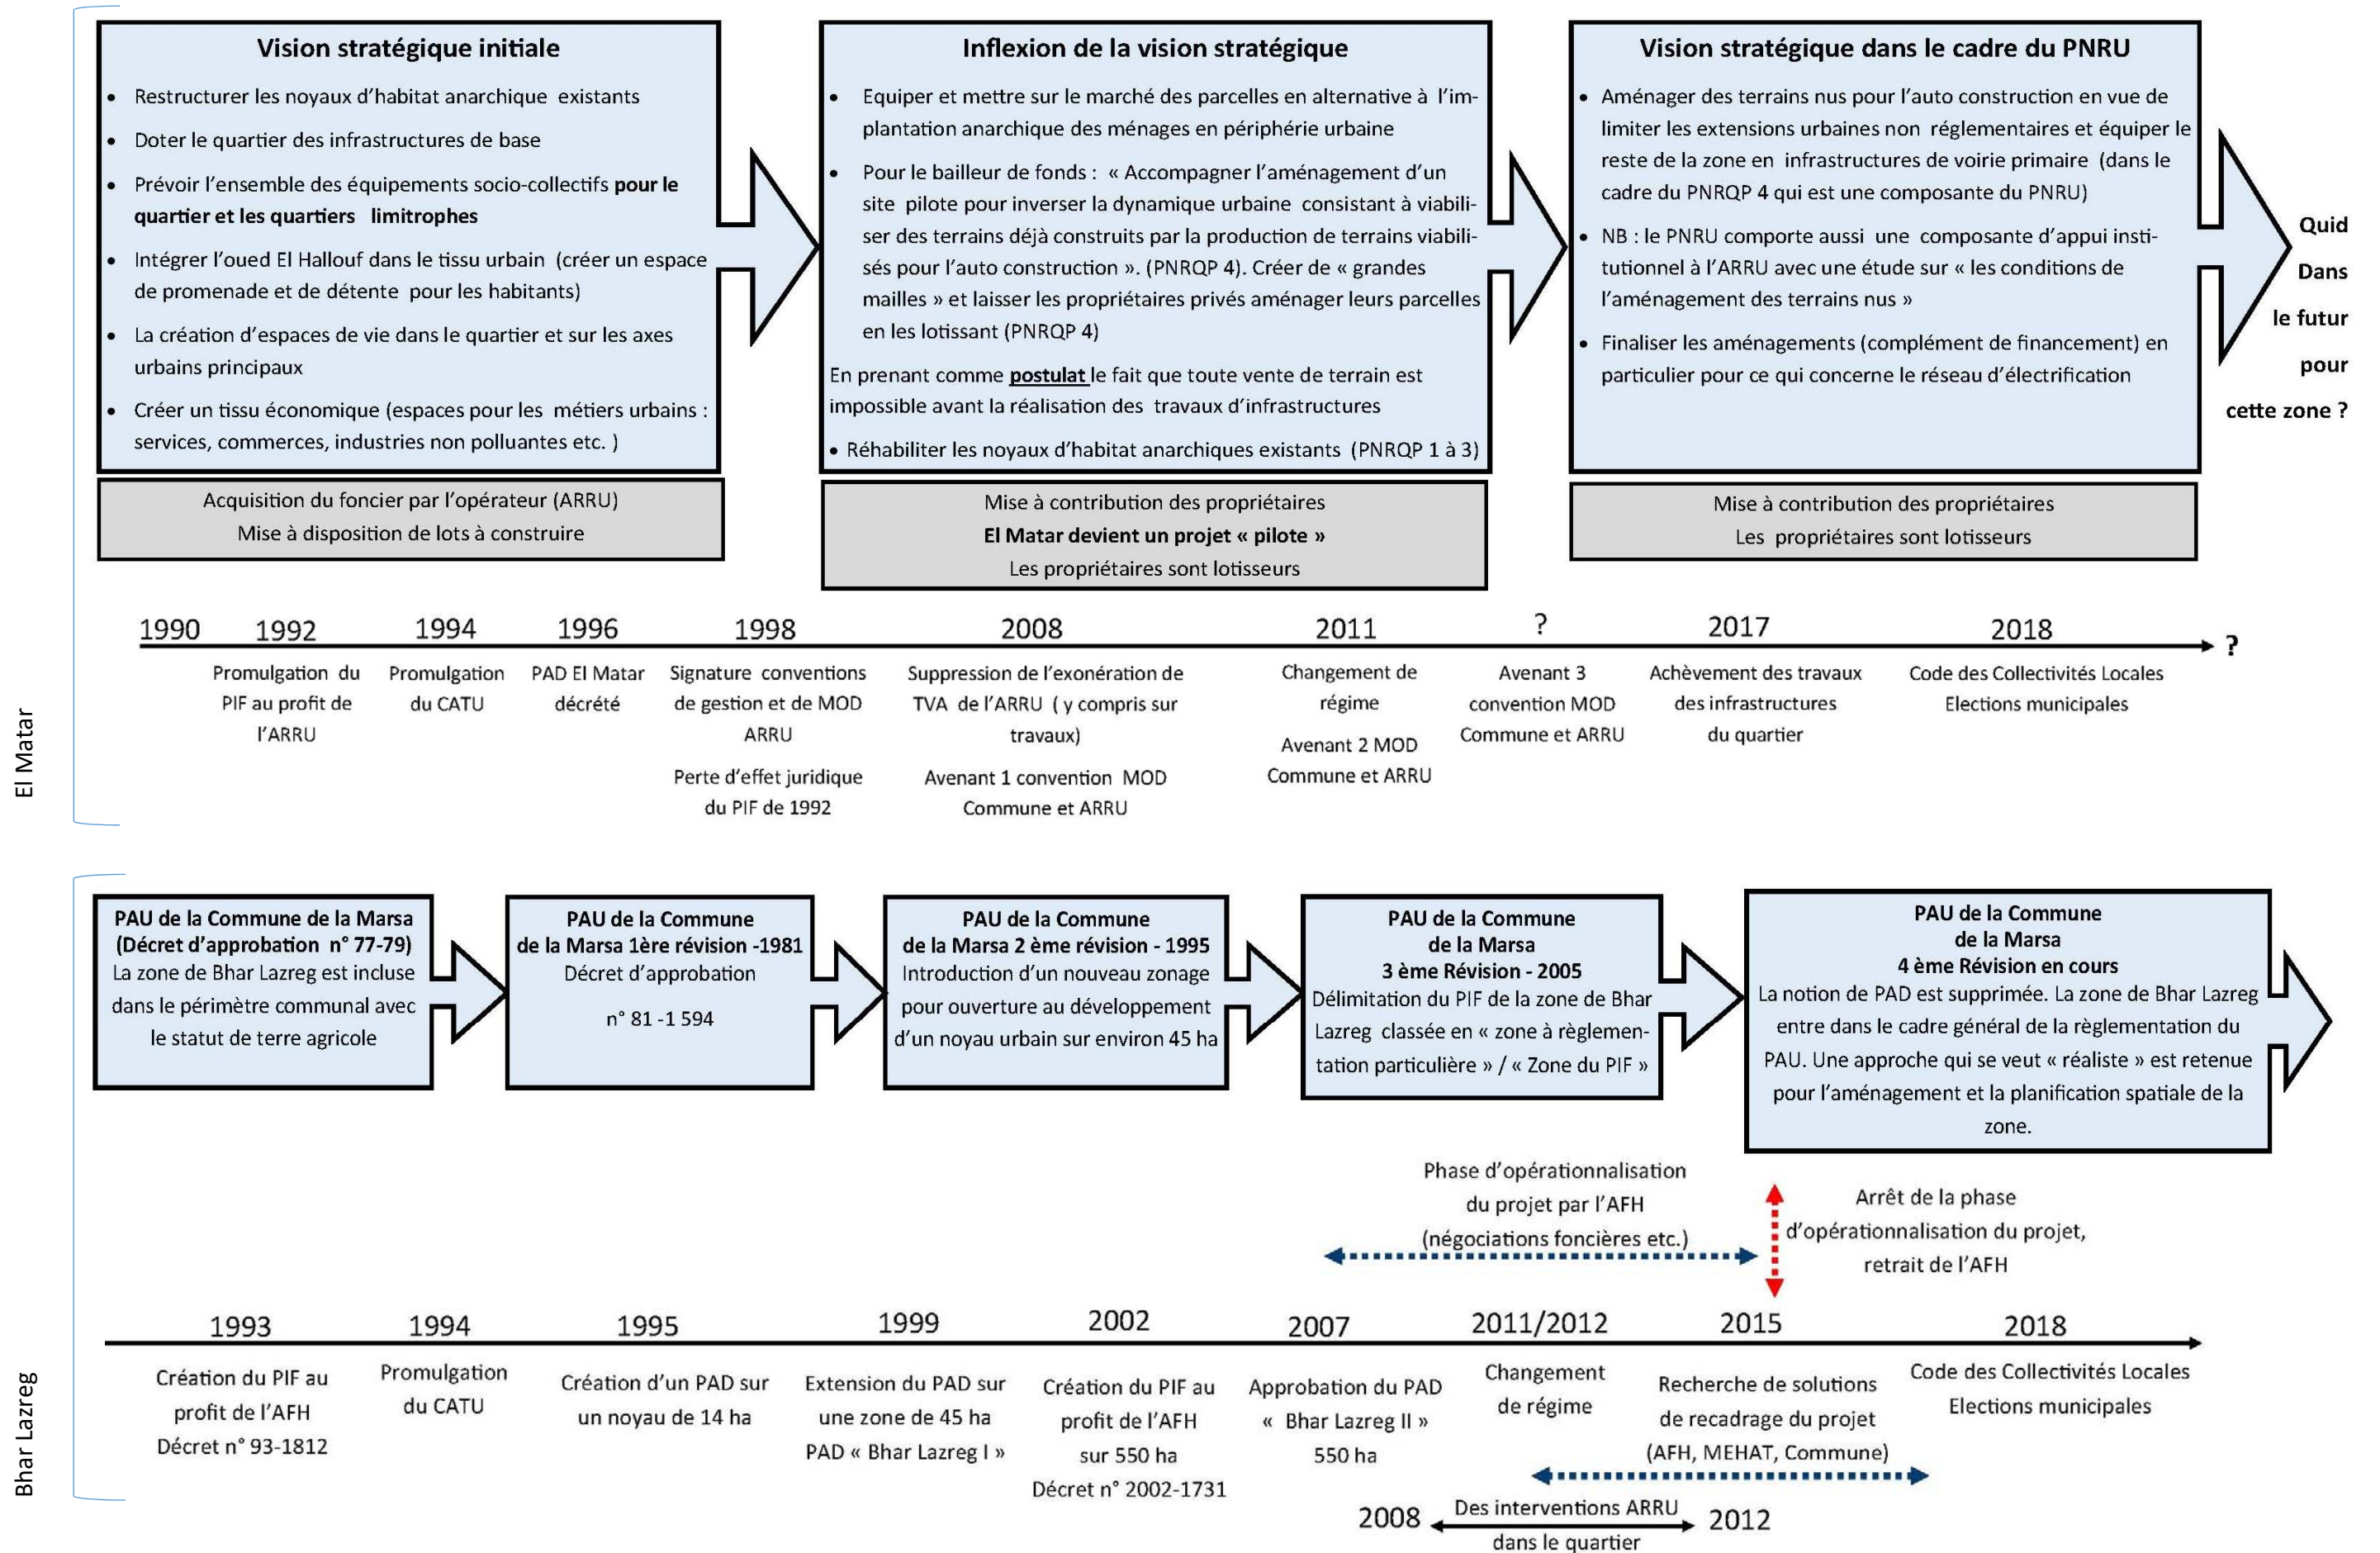 El Matar
Vision stratégique initiale
• Restructurer les noyaux d’habitat anarchique existants
• Doter le quartier des infrastructures de base
• Prévoir l’ensemble des équipements socio-collectifs pour le
quartier et les quartiers limitrophes
• Intégrer l’oued El Hallouf dans le tissu urbain (créer un espace
de promenade et de détente pour les habitants)
• La création d’espaces de vie dans le quartier et sur les axes
urbains principaux
• Créer un tissu économique (espaces pour les métiers urbains :
services, commerces, industries non polluantes etc. )
Acquisition du foncier par l’opérateur (ARRU)
Mise à disposition de lots à construire
Inflexion de la vision stratégique
• Equiper et mettre sur le marché des parcelles en alternative à l’im-
plantation anarchique des ménages en périphérie urbaine
• Pour le bailleur de fonds : « Accompagner l’aménagement d’un
site pilote pour inverser la dynamique urbaine consistant à viabili-
ser des terrains déjà construits par la production de terrains viabili-
sés pour l’auto construction ». (PNRQP 4). Créer de « grandes
mailles » et laisser les propriétaires privés aménager leurs parcelles
en les lotissant (PNRQP 4)
En prenant comme postulat le fait que toute vente de terrain est
impossible avant la réalisation des travaux d’infrastructures
• Réhabiliter les noyaux d’habitat anarchiques existants (PNRQP 1 à 3)
Mise à contribution des propriétaires
El Matar devient un projet « pilote »
Les propriétaires sont lotisseurs
Vision stratégique dans le cadre du PNRU
• Aménager des terrains nus pour l’auto construction en vue de
limiter les extensions urbaines non réglementaires et équiper le
reste de la zone en infrastructures de voirie primaire (dans le
cadre du PNRQP 4 qui est une composante du PNRU)
• NB : le PNRU comporte aussi une composante d’appui insti-
tutionnel à l’ARRU avec une étude sur « les conditions de
l’aménagement des terrains nus »
• Finaliser les aménagements (complément de financement) en
particulier pour ce qui concerne le réseau d’électrification
Mise à contribution des propriétaires
Les propriétaires sont lotisseurs
Quid
Dans
le futur
pour
cette zone ?
1990
1992
Promulgation du
PIF au profit de
l’ARRU
1994
Promulgation
du CATU
1996
PAD El Matar
décrété
1998
Signature conventions
de gestion et de MOD
ARRU
Perte d’effet juridique
du PIF de 1992
2008
Suppression de l’exonération de
TVA de l’ARRU ( y compris sur
travaux)
Avenant 1 convention MOD
Commune et ARRU
2011
Changement de
régime
Avenant 2 MOD
Commune et ARRU
?
Avenant 3
convention MOD
Commune et ARRU
2017
Achèvement des travaux
des infrastructures
du quartier
2018
Code des Collectivités Locales
Elections municipales
?
Bhar Lazreg
PAU de la Commune de la Marsa
(Décret d’approbation n° 77-79)
La zone de Bhar Lazreg est incluse
dans le périmètre communal avec
le statut de terre agricole
PAU de la Commune
de la Marsa 1ère révision -1981
Décret d’approbation
n° 81 -1 594
PAU de la Commune
de la Marsa 2 ème révision - 1995
Introduction d’un nouveau zonage
pour ouverture au développement
d’un noyau urbain sur environ 45 ha
PAU de la Commune
de la Marsa
3 ème Révision - 2005
Délimitation du PIF de la zone de Bhar
Lazreg classée en « zone à règlemen-
tation particulière » / « Zone du PIF »
PAU de la Commune
de la Marsa
4 ème Révision en cours
La notion de PAD est supprimée. La zone de Bhar Lazreg
entre dans le cadre général de la règlementation du
PAU. Une approche qui se veut « réaliste » est retenue
pour l’aménagement et la planification spatiale de la
zone.
Phase d’opérationnalisation
du projet par l’AFH
(négociations foncières etc.)
Arrêt de la phase
d’opérationnalisation du projet,
retrait de l’AFH
1993
Création du PIF au
profit de l’AFH
Décret n° 93-1812
1994
Promulgation
du CATU
1995
Création d’un PAD sur
un noyau de 14 ha
1999
Extension du PAD sur
une zone de 45 ha
PAD « Bhar Lazreg I »
2002
Création du PIF au
profit de l’AFH
sur 550 ha
Décret n° 2002-1731
2007
Approbation du PAD
« Bhar Lazreg II »
550 ha
2011/2012
Changement
de régime
2015
Recherche de solutions
de recadrage du projet
(AFH, MEHAT, Commune)
2018
Code des Collectivités Locales
Elections municipales
2008
Des interventions ARRU
dans le quartier
2012